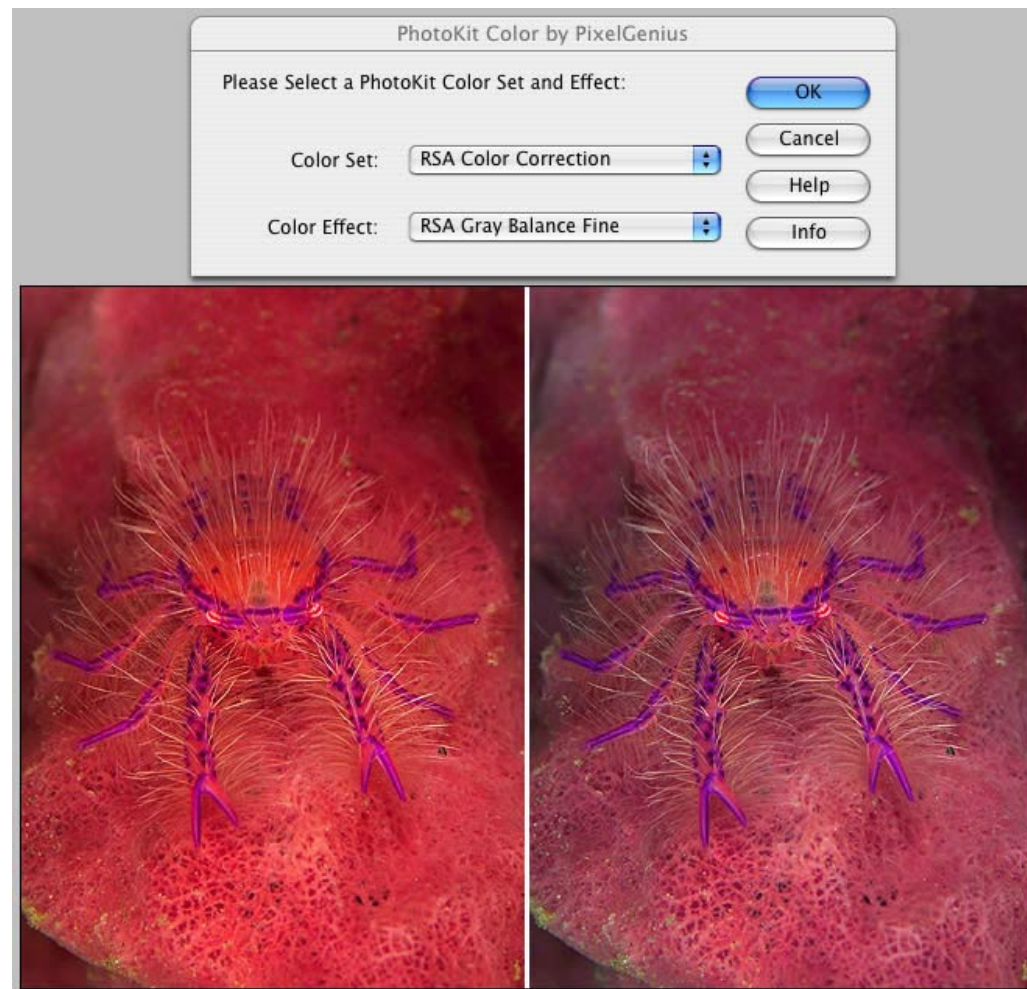 PhotoKit Color by PixelGenius
Please Select a PhotoKit Color Set and Effect:
OK
Cancel
Color Set: RSA Color Correction
Help
Color Effect: RSA Gray Balance Fine
Info